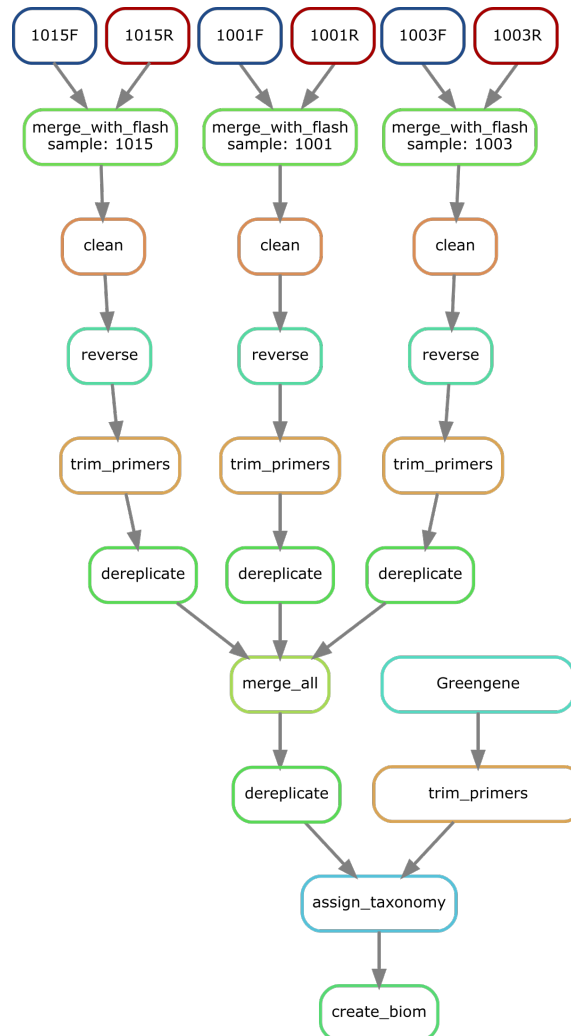 1015F
1015R
1001F
1001R
1003F
1003R
merge_with_flash
sample: 1015
merge_with_flash
sample: 1001
merge_with_flash
sample: 1003
clean
clean
clean
reverse
reverse
reverse
trim_primers
trim_primers
trim_primers
dereplicate
dereplicate
dereplicate
merge_all
Greengene
dereplicate
trim_primers
assign_taxonomy
create_biom